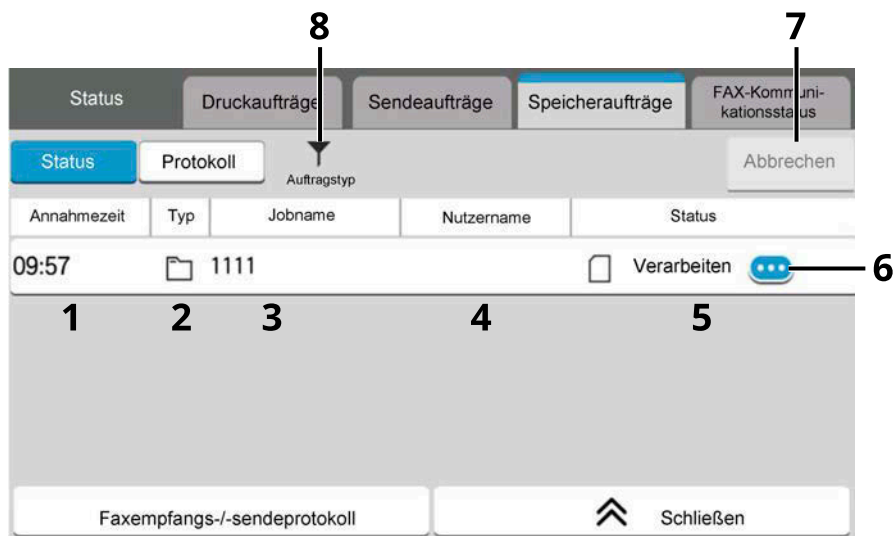 8
7
Status
Druckaufträge
Sendeaufträge
Speicheraufträge
FAX-Kommuni-
kationsstatus
Status
Protokoll
Auftragstyp
Abbrechen
Annahmezeit
Typ
Jobname
Nutzername
Status
09:57
1111
Verarbeiten
6
1
2
3
4
5
Faxempfangs-/-sendeprotokoll
Schließen